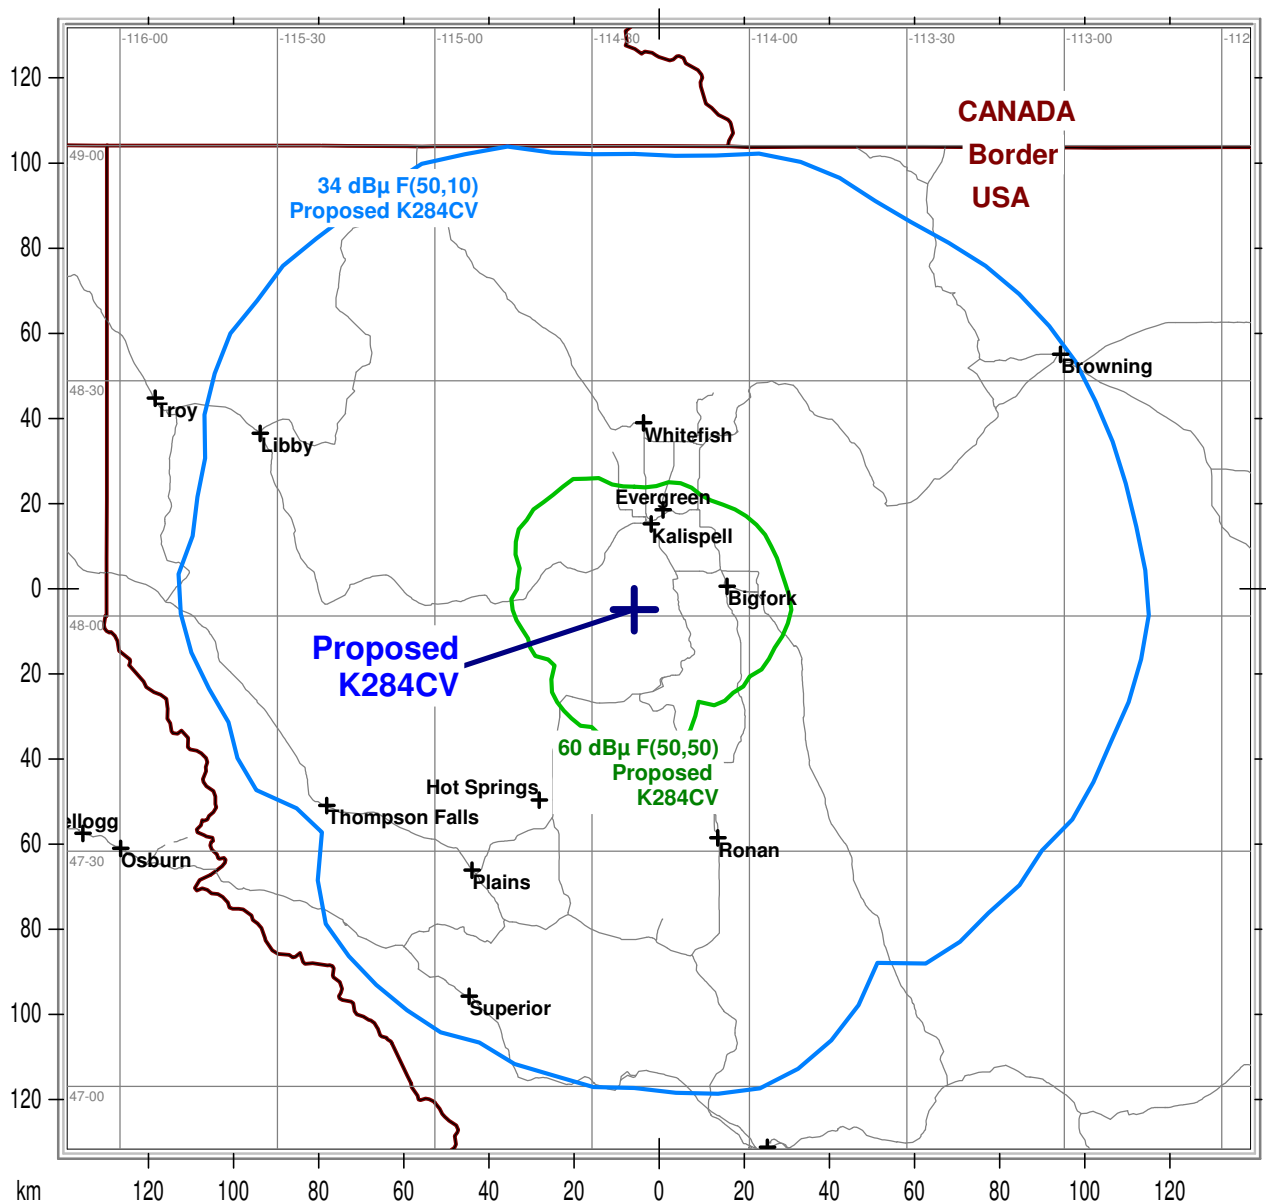 -116-00 -115-30 -115-00 -114-30 -114-00 -113-30 -113-00 -112
120
CANADA
Border
USA
100
49-00
34 dBµ F(50,10)
Proposed K284CV
80
60
Browning
48-30
40
Troy
Libby
Whitefish
20
Evergreen
Kalispell
0
Bigfork
48-00
Proposed
K284CV
20
40
60 dBµ F(50,50)
Proposed
K284CV
Hot Springs
Thompson Falls
ellogg
60
Osburn
47-30
Ronan
Plains
80
100
Superior
120
47-00
km 120 100 80 60 40 20 0 20 40 60 80 100 120